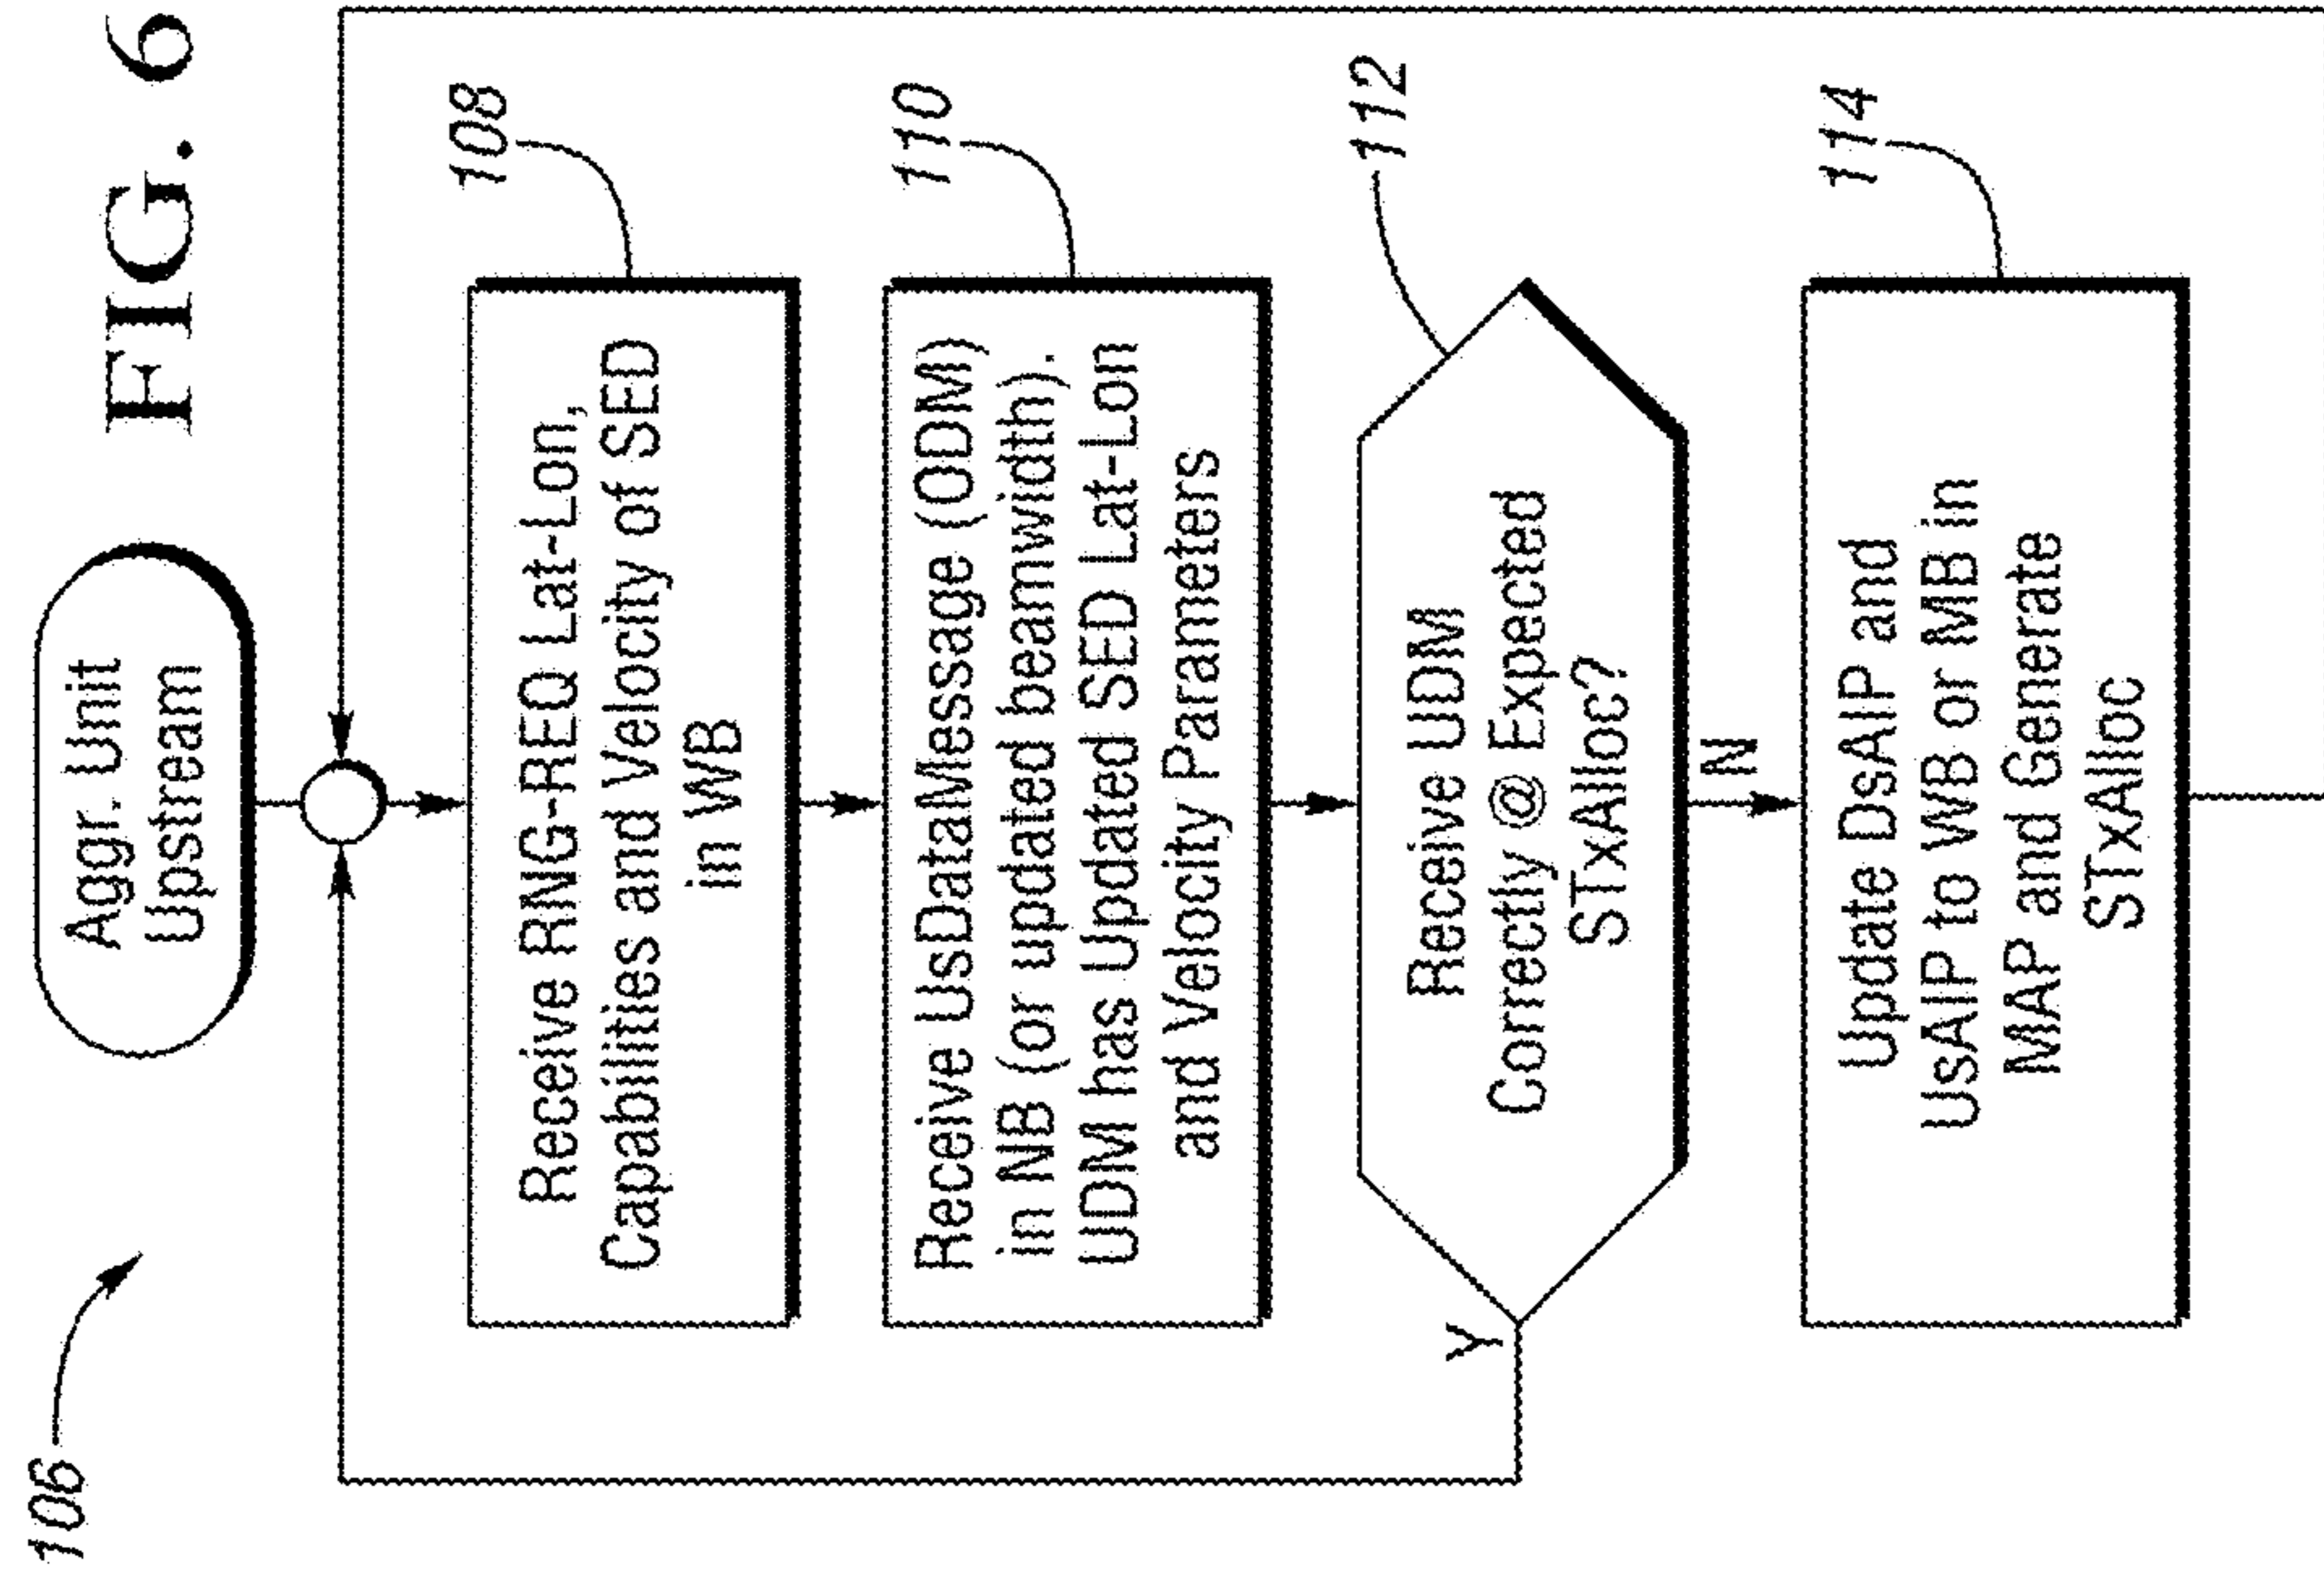 FIG. 6
106
Aggr. Unit
Upstream
108
Receive RNG-REQ Lat-Lon,
Capabilities and Velocity of SED
in WB
110
Receive UsDataMessage (ODM)
in NB (or updated beamwidth).
UDM has Updated SED Lat-Lon
and Velocity Parameters
112
Receive UDM
Correctly @ Expected
STxAlloc?
Y
N
114
Update DsAIP and
UsAIP to WB or MB in
MAP and Generate
STxAlloc